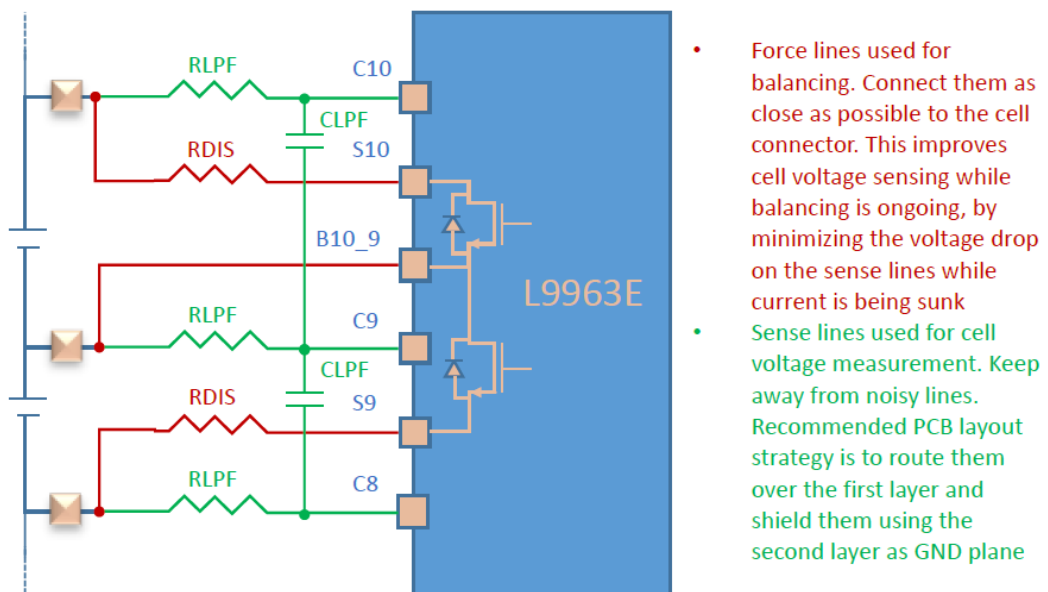 RLPF
C10
CLPF
RDIS
S10
B10_9
L9963E
RLPF
C9
CLPF
RDIS
S9
RLPF
C8
• Force lines used for
balancing. Connect them as
close as possible to the cell
connector. This improves
cell voltage sensing while
balancing is ongoing, by
minimizing the voltage drop
on the sense lines while
current is being sunk
• Sense lines used for cell
voltage measurement. Keep
away from noisy lines.
Recommended PCB layout
strategy is to route them
over the first layer and
shield them using the
second layer as GND plane